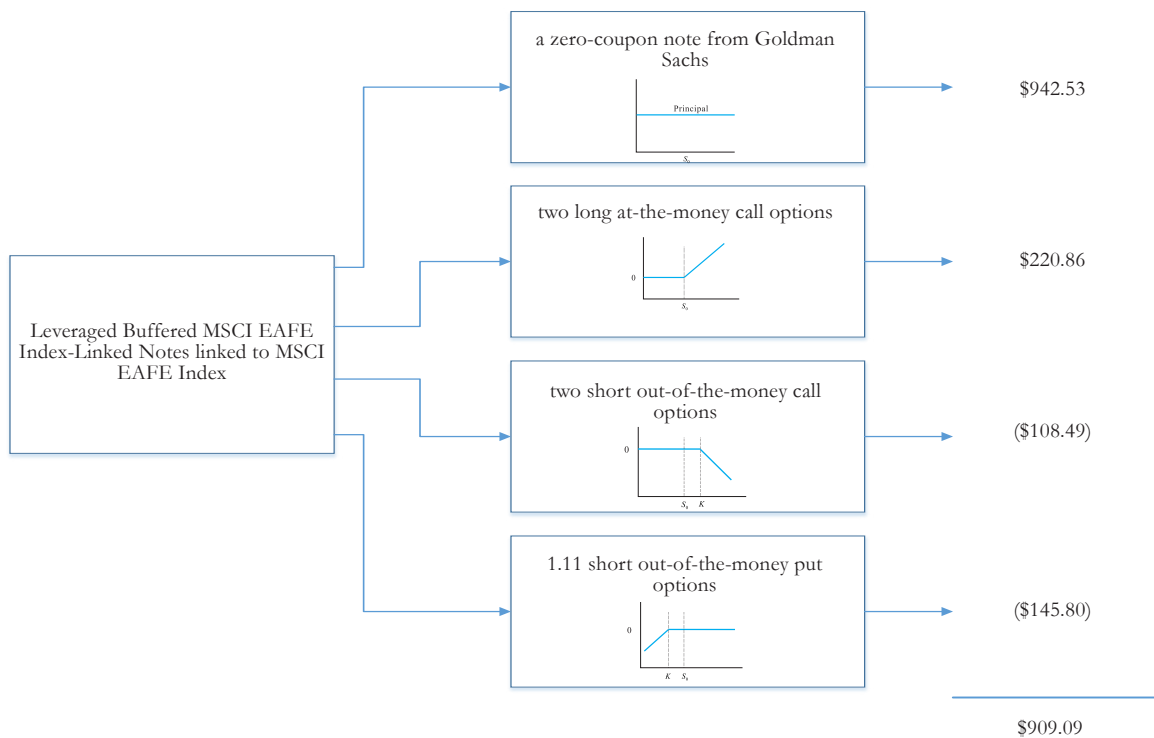 a zero-coupon note from Goldman
Sachs
Principal
S₀
$942.53
two long at-the-money call options
0
S₀
$220.86
Leveraged Buffered MSCI EAFE
Index-Linked Notes linked to MSCI
EAFE Index
two short out-of-the-money call
options
0
S₀ K
($108.49)
1.11 short out-of-the-money put
options
0
K S₀
($145.80)
$909.09